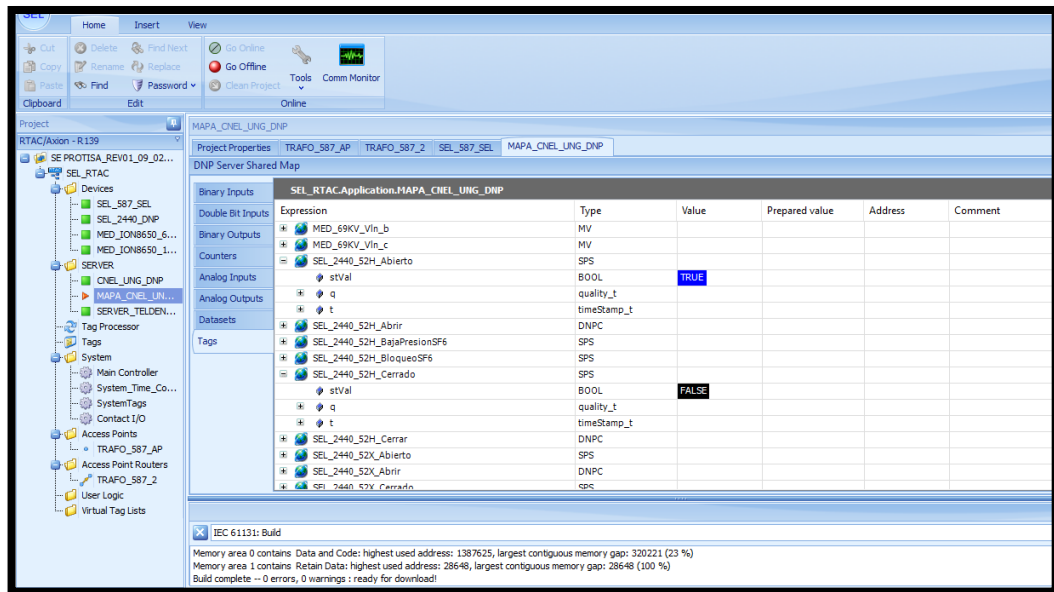 SEL
Home Insert View
Cut Delete Find Next Go Online
Copy Rename Replace Go Offline Tools Comm Monitor
Paste Find Password Clean Project
Clipboard Edit Online
Project
RTAC/Axion - R139
SE PROTISA_REV01_09_02...
SEL_RTAC
Devices
SEL_587_SEL
SEL_2440_DNP
MED_ION8650_6...
MED_ION8650_1...
SERVER
CNEL_UNG_DNP
MAPA_CNEL_UN...
SERVER_TELDEN...
Tag Processor
Tags
System
Main Controller
System_Time_Co...
SystemTags
Contact I/O
Access Points
TRAFO_587_AP
Access Point Routers
TRAFO_587_2
User Logic
Virtual Tag Lists
MAPA_CNEL_UNG_DNP
Project Properties TRAFO_587_AP TRAFO_587_2 SEL_587_SEL MAPA_CNEL_UNG_DNP
DNP Server Shared Map
Binary Inputs
Double Bit Inputs
Binary Outputs
Counters
Analog Inputs
Analog Outputs
Datasets
Tags
SEL_RTAC.Application.MAPA_CNEL_UNG_DNP
Expression Type Value Prepared value Address Comment
MED_69KV_Vln_b MV
MED_69KV_Vln_c MV
SEL_2440_52H_Abierto SPS
stVal BOOL TRUE
q quality_t
t timeStamp_t
SEL_2440_52H_Abrir DNPC
SEL_2440_52H_BajaPresionSF6 SPS
SEL_2440_52H_BloqueoSF6 SPS
SEL_2440_52H_Cerrado SPS
stVal BOOL FALSE
q quality_t
t timeStamp_t
SEL_2440_52H_Cerrar DNPC
SEL_2440_52X_Abierto SPS
SEL_2440_52X_Abrir DNPC
SEL_2440_52X_Cerrado SPS
IEC 61131: Build
Memory area 0 contains Data and Code: highest used address: 1387625, largest contiguous memory gap: 320221 (23 %)
Memory area 1 contains Retain Data: highest used address: 28648, largest contiguous memory gap: 28648 (100 %)
Build complete -- 0 errors, 0 warnings : ready for download!